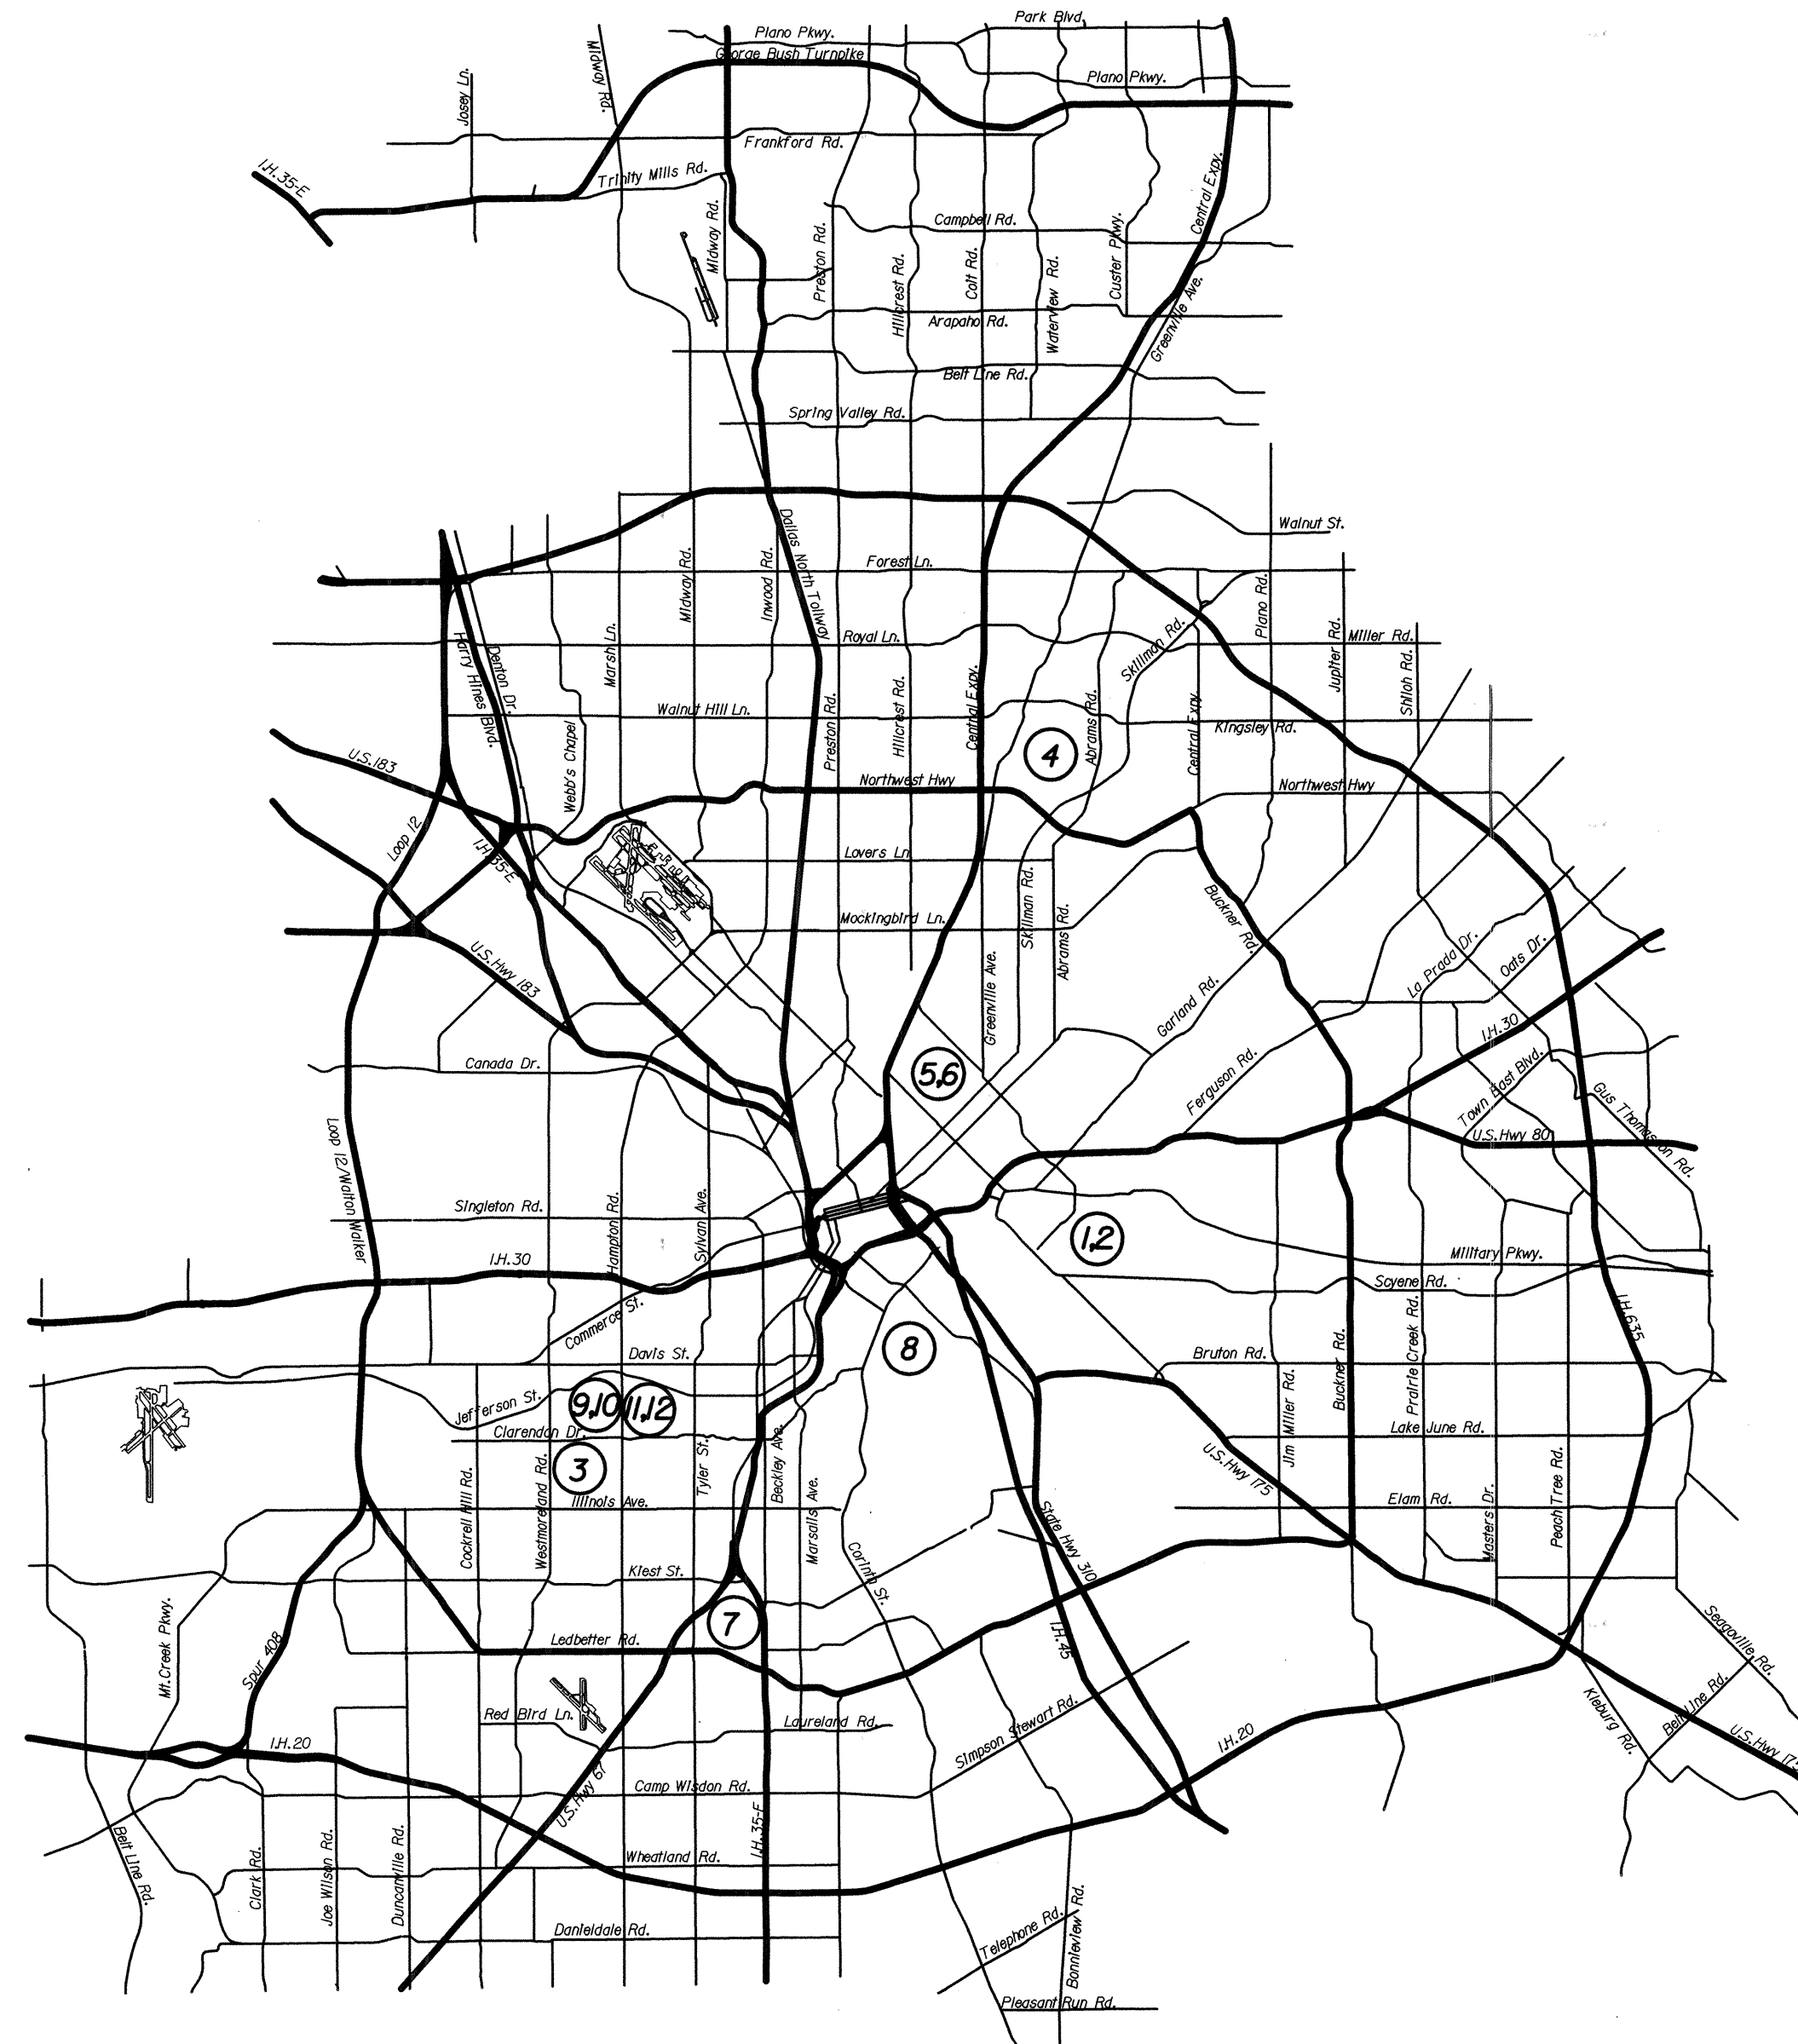 Park Blvd.
Plano Pkwy.
George Bush Turnpike
Midway Rd.
Josey Ln.
Plano Pkwy.
Frankford Rd.
I.H.35-E
Trinity Mills Rd.
Central Expy.
Midway Rd.
Preston Rd.
Campbell Rd.
Hillcrest Rd.
Coit Rd.
Waterview Rd.
Custer Pkwy.
Greenville Ave.
Arapaho Rd.
Belt Line Rd.
Spring Valley Rd.
Walnut St.
Dallas North Tollway
Forest Ln.
Midway Rd.
Inwood Rd.
Plano Rd.
Marsh Ln.
Harry Hines Blvd.
Denton Dr.
Royal Ln.
Skillman Rd.
Jupiter Rd.
Miller Rd.
Shiloh Rd.
Walnut Hill Ln.
Preston Rd.
Hillcrest Rd.
Central Expy.
Abrams Rd.
Central Expy.
Kingsley Rd.
4
U.S.183
Webb's Chapel
Northwest Hwy
Northwest Hwy
Loop 12
I.H.35-E
Lovers Ln
Mockingbird Ln.
Skillman Rd.
Abrams Rd.
Buckner Rd.
U.S.Hwy 183
Greenville Ave.
Garland Rd.
La Prada Dr.
Oats Dr.
I.H.30
Canada Dr.
5,6
Ferguson Rd.
Town East Blvd.
Gus Thomasson Rd.
U.S.Hwy 80
Loop 12/Walton Walker
Singleton Rd.
Hampton Rd.
Sylvan Ave.
1,2
Military Pkwy.
I.H.30
Scyene Rd.
Commerce St.
Prairie Creek Rd.
I.H.635
8
Davis St.
Bruton Rd.
Buckner Rd.
Jim Miller Rd.
Jefferson St.
9,10
11,12
Clarendon Dr.
Lake June Rd.
3
Cockrell Hill Rd.
Westmoreland Rd.
Tyler St.
Beckley Ave.
Marsalis Ave.
U.S.Hwy 175
Illinois Ave.
Elam Rd.
Masters Dr.
PeachTree Rd.
State Hwy 310
Corinth St.
Kiest St.
7
Mt.Creek Pkwy.
Spur 408
Ledbetter Rd.
I.H.45
Seagoville Rd.
Red Bird Ln.
Laureland Rd.
Simpson Stewart Rd.
Kleburg Rd.
Belt Line Rd.
U.S.Hwy 175
I.H.20
I.H.20
Camp Wisdon Rd.
U.S.Hwy 67
I.H.35-E
Belt Line Rd.
Clark Rd.
Joe Wilson Rd.
Duncanville Rd.
Wheatland Rd.
Danieldale Rd.
Telephone Rd.
Bonnieview Rd.
Pleasant Run Rd.